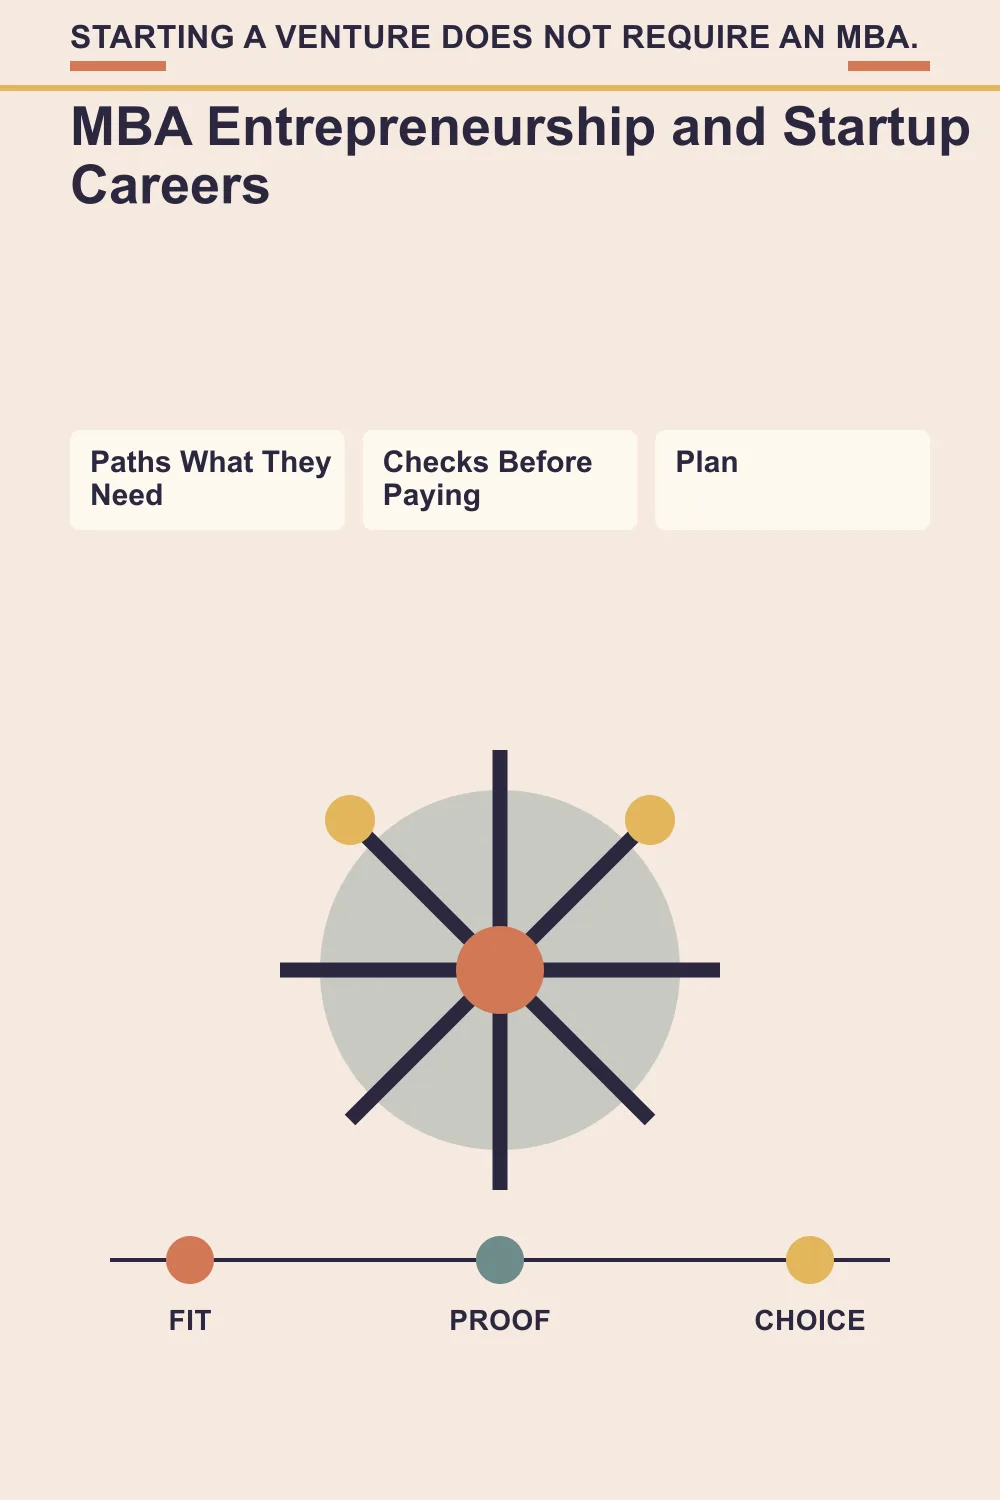 STARTING A VENTURE DOES NOT REQUIRE AN MBA.
MBA Entrepreneurship and Startup
Careers
Paths What They
Need
Checks Before
Paying
Plan
FIT
PROOF
CHOICE